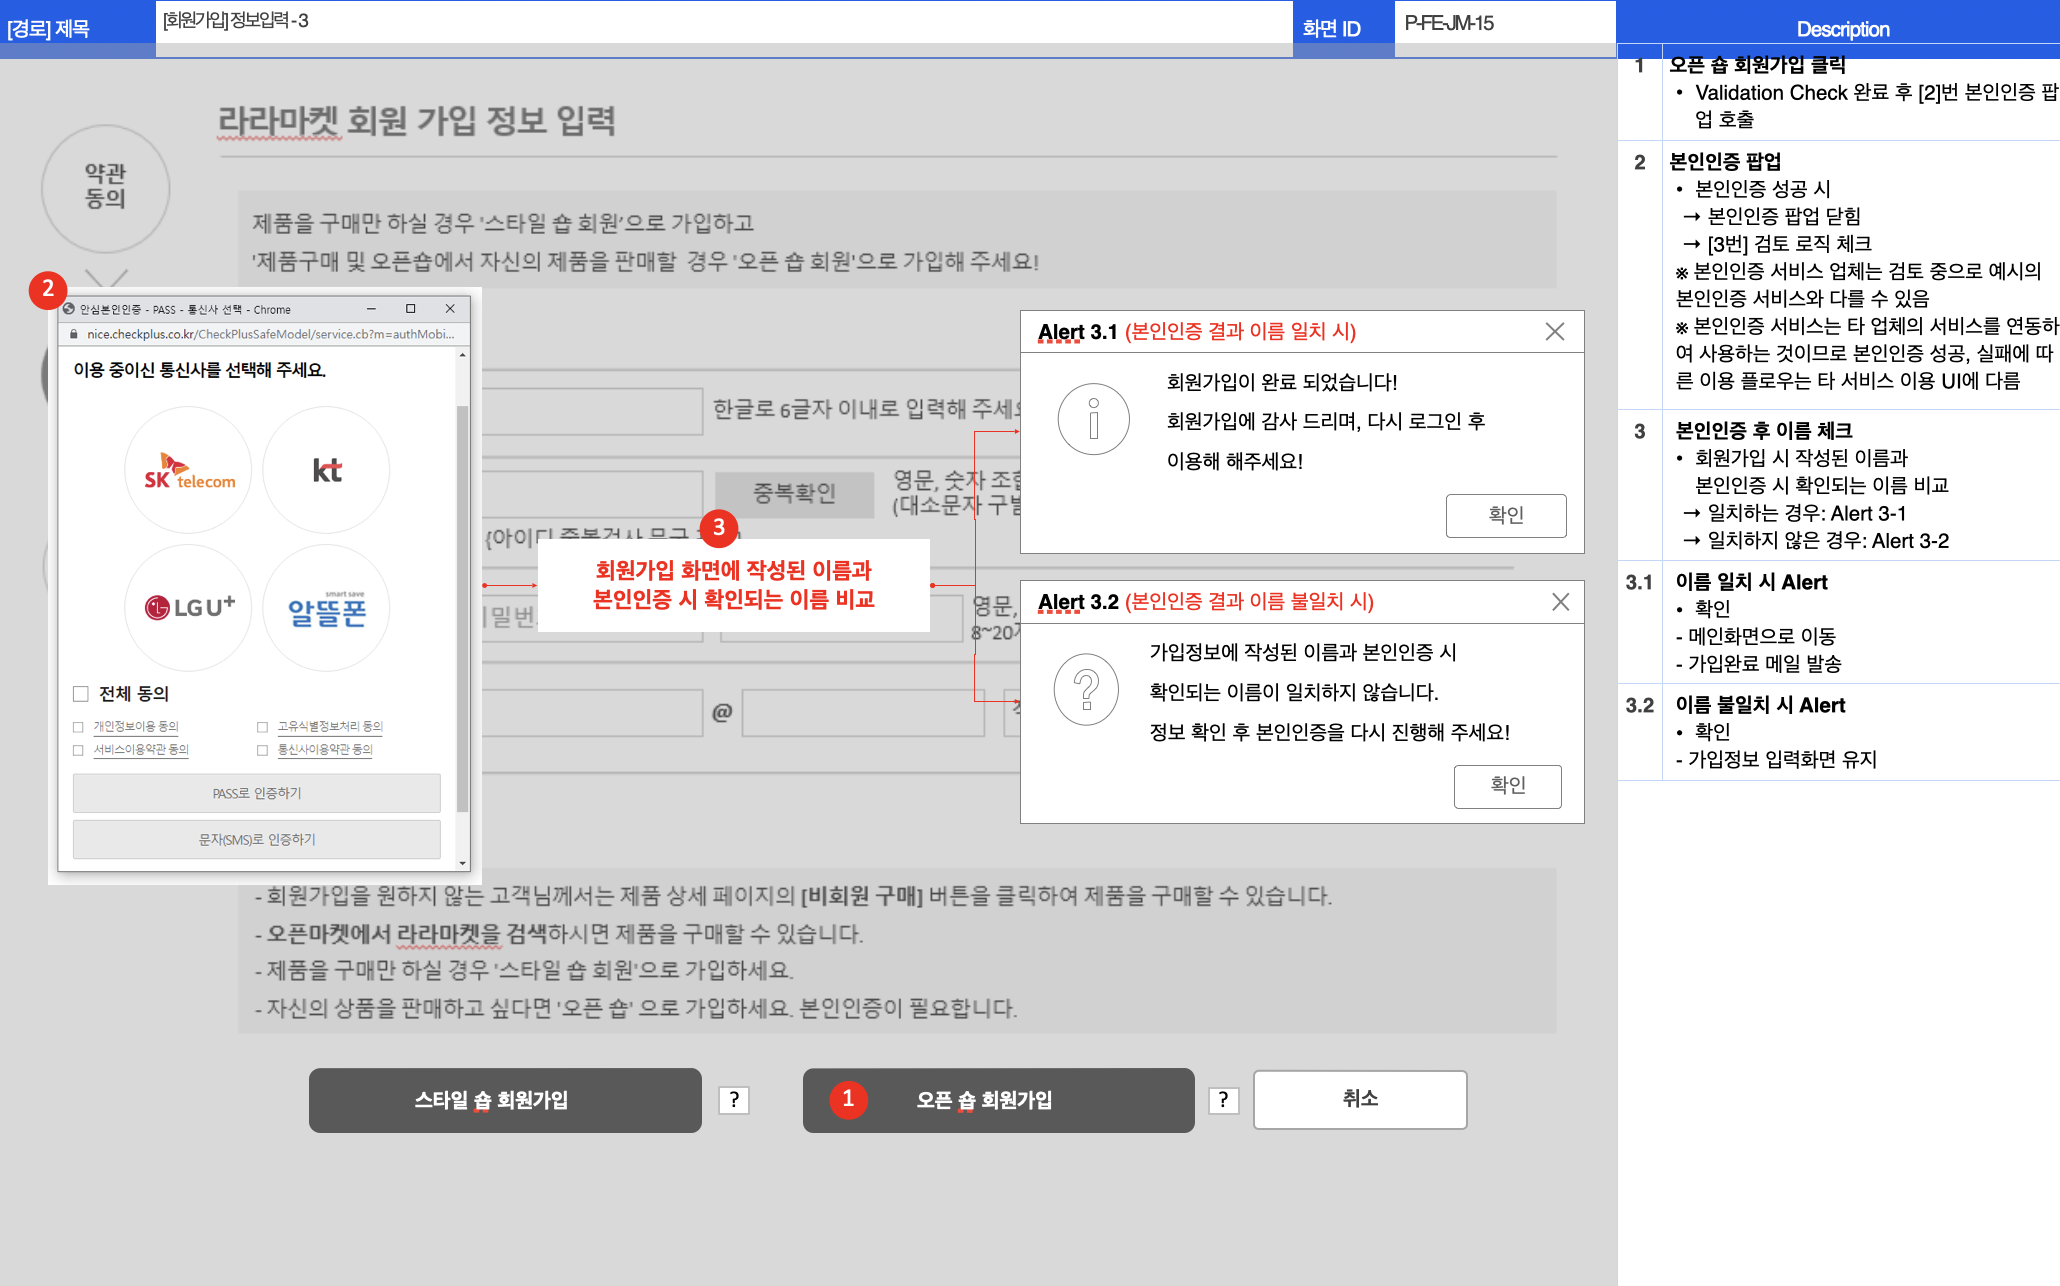 [경로] 제목
[회원가입] 정보입력 - 3
화면 ID
P-FE-JM-15
Description
라라마켓 회원 가입 정보 입력
약관
동의
제품을 구매만 하실 경우 '스타일 숍 회원'으로 가입하고
'제품구매 및 오픈숍에서 자신의 제품을 판매할 경우 '오픈 숍 회원'으로 가입해 주세요!
2
안심본인인증 - PASS - 통신사 선택 - Chrome
nice.checkplus.co.kr/CheckPlusSafeModel/service.cb?m=authMobi...
이용 중이신 통신사를 선택해 주세요.
SK telecom
kt
LG U+
smart save
알뜰폰
전체 동의
개인정보이용 동의
고유식별정보처리 동의
서비스이용약관 동의
통신사이용약관 동의
PASS로 인증하기
문자(SMS)로 인증하기
한글로 6글자 이내로 입력해 주세요
중복확인
영문, 숫자 조합
(대소문자 구별
{아이디 중복검사 문구
3
회원가입 화면에 작성된 이름과
본인인증 시 확인되는 이름 비교
영문,
8~20
@
Alert 3.1 (본인인증 결과 이름 일치 시)
회원가입이 완료 되었습니다!
회원가입에 감사 드리며, 다시 로그인 후
이용해 해주세요!
확인
Alert 3.2 (본인인증 결과 이름 불일치 시)
가입정보에 작성된 이름과 본인인증 시
확인되는 이름이 일치하지 않습니다.
정보 확인 후 본인인증을 다시 진행해 주세요!
확인
- 회원가입을 원하지 않는 고객님께서는 제품 상세 페이지의 [비회원 구매] 버튼을 클릭하여 제품을 구매할 수 있습니다.
- 오픈마켓에서 라라마켓을 검색하시면 제품을 구매할 수 있습니다.
- 제품을 구매만 하실 경우 '스타일 숍 회원'으로 가입하세요.
- 자신의 상품을 판매하고 싶다면 '오픈 숍' 으로 가입하세요. 본인인증이 필요합니다.
스타일 숍 회원가입
?
1
오픈 숍 회원가입
?
취소
1 오픈 숍 회원가입 클릭
• Validation Check 완료 후 [2]번 본인인증 팝
업 호출
2 본인인증 팝업
• 본인인증 성공 시
→ 본인인증 팝업 닫힘
→ [3번] 검토 로직 체크
※ 본인인증 서비스 업체는 검토 중으로 예시의
본인인증 서비스와 다를 수 있음
※ 본인인증 서비스는 타 업체의 서비스를 연동하
여 사용하는 것이므로 본인인증 성공, 실패에 따
른 이용 플로우는 타 서비스 이용 UI에 다름
3 본인인증 후 이름 체크
• 회원가입 시 작성된 이름과
본인인증 시 확인되는 이름 비교
→ 일치하는 경우: Alert 3-1
→ 일치하지 않은 경우: Alert 3-2
3.1 이름 일치 시 Alert
• 확인
- 메인화면으로 이동
- 가입완료 메일 발송
3.2 이름 불일치 시 Alert
• 확인
- 가입정보 입력화면 유지